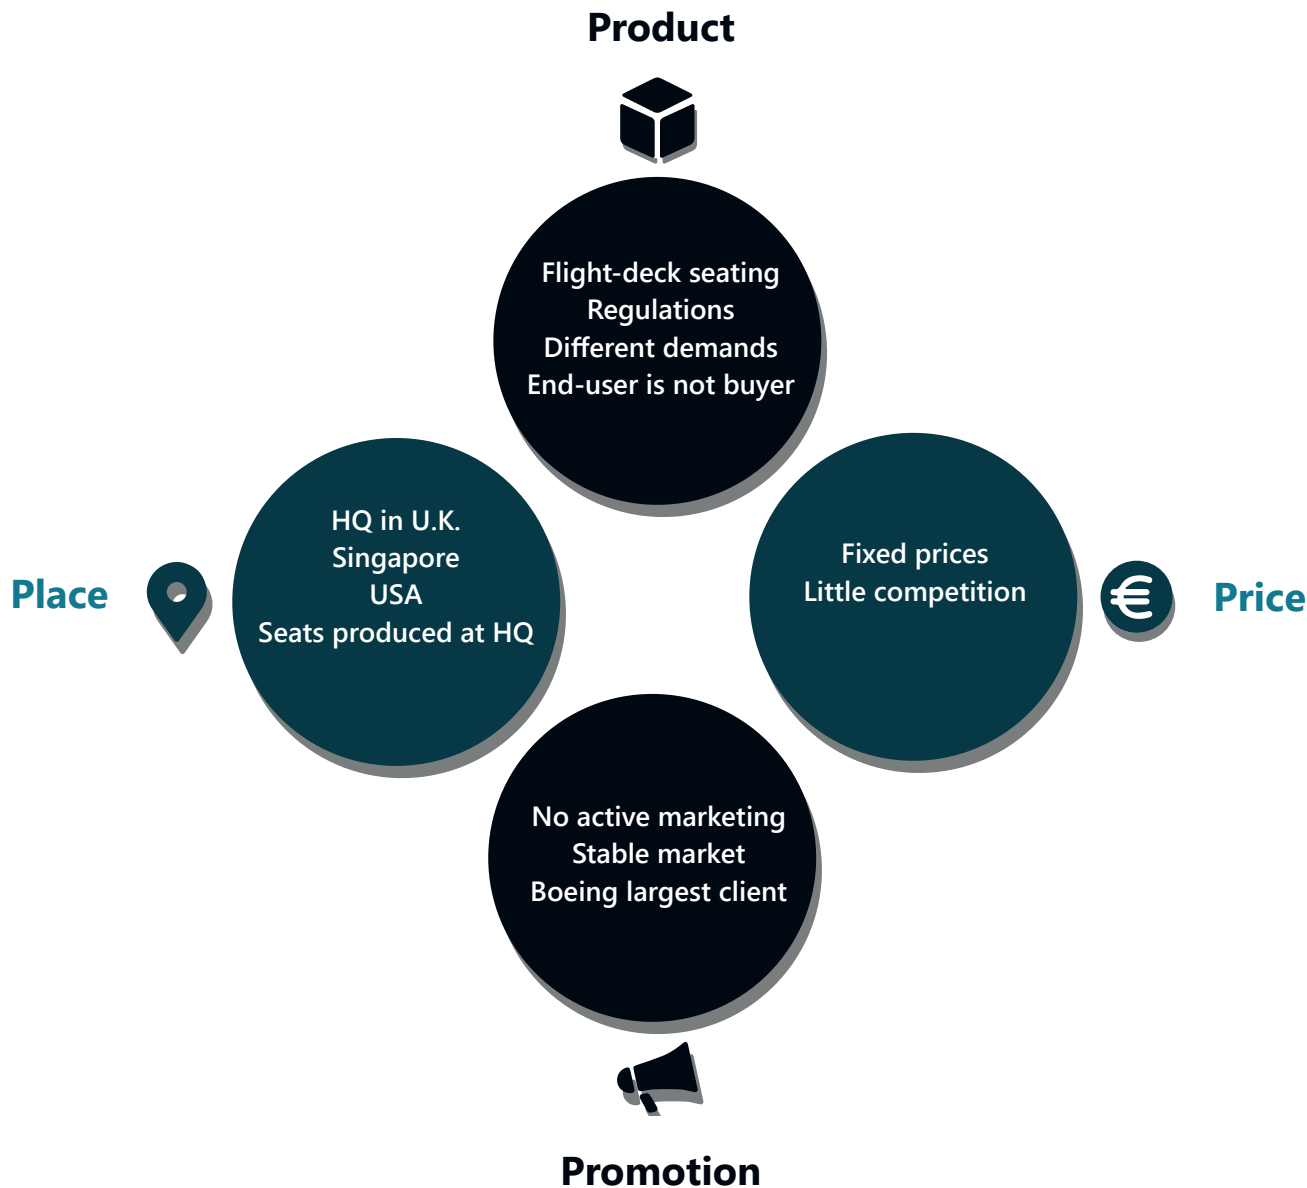 Product
Flight-deck seating
Regulations
Different demands
End-user is not buyer
Place
HQ in U.K.
Singapore
USA
Seats produced at HQ
Fixed prices
Little competition
€
Price
No active marketing
Stable market
Boeing largest client
Promotion